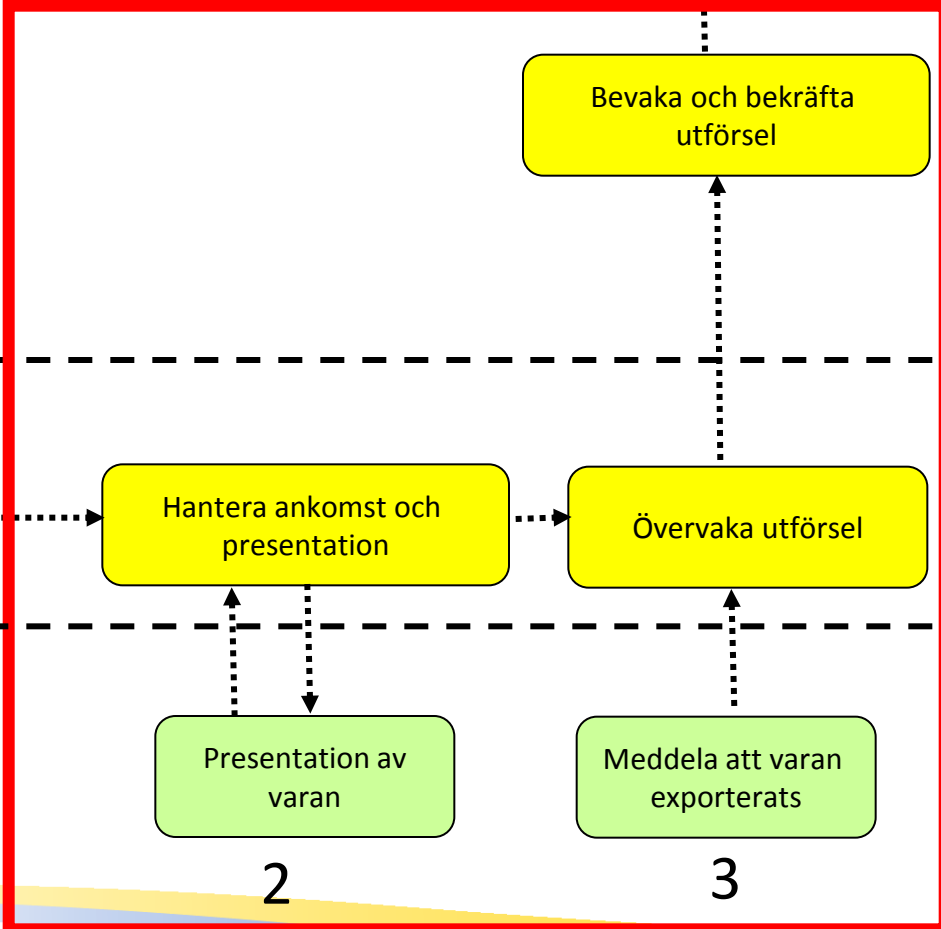 Bevaka och bekräfta
utförsel
Hantera ankomst och
presentation
Övervaka utförsel
Presentation av
varan
Meddela att varan
exporterats
2
3